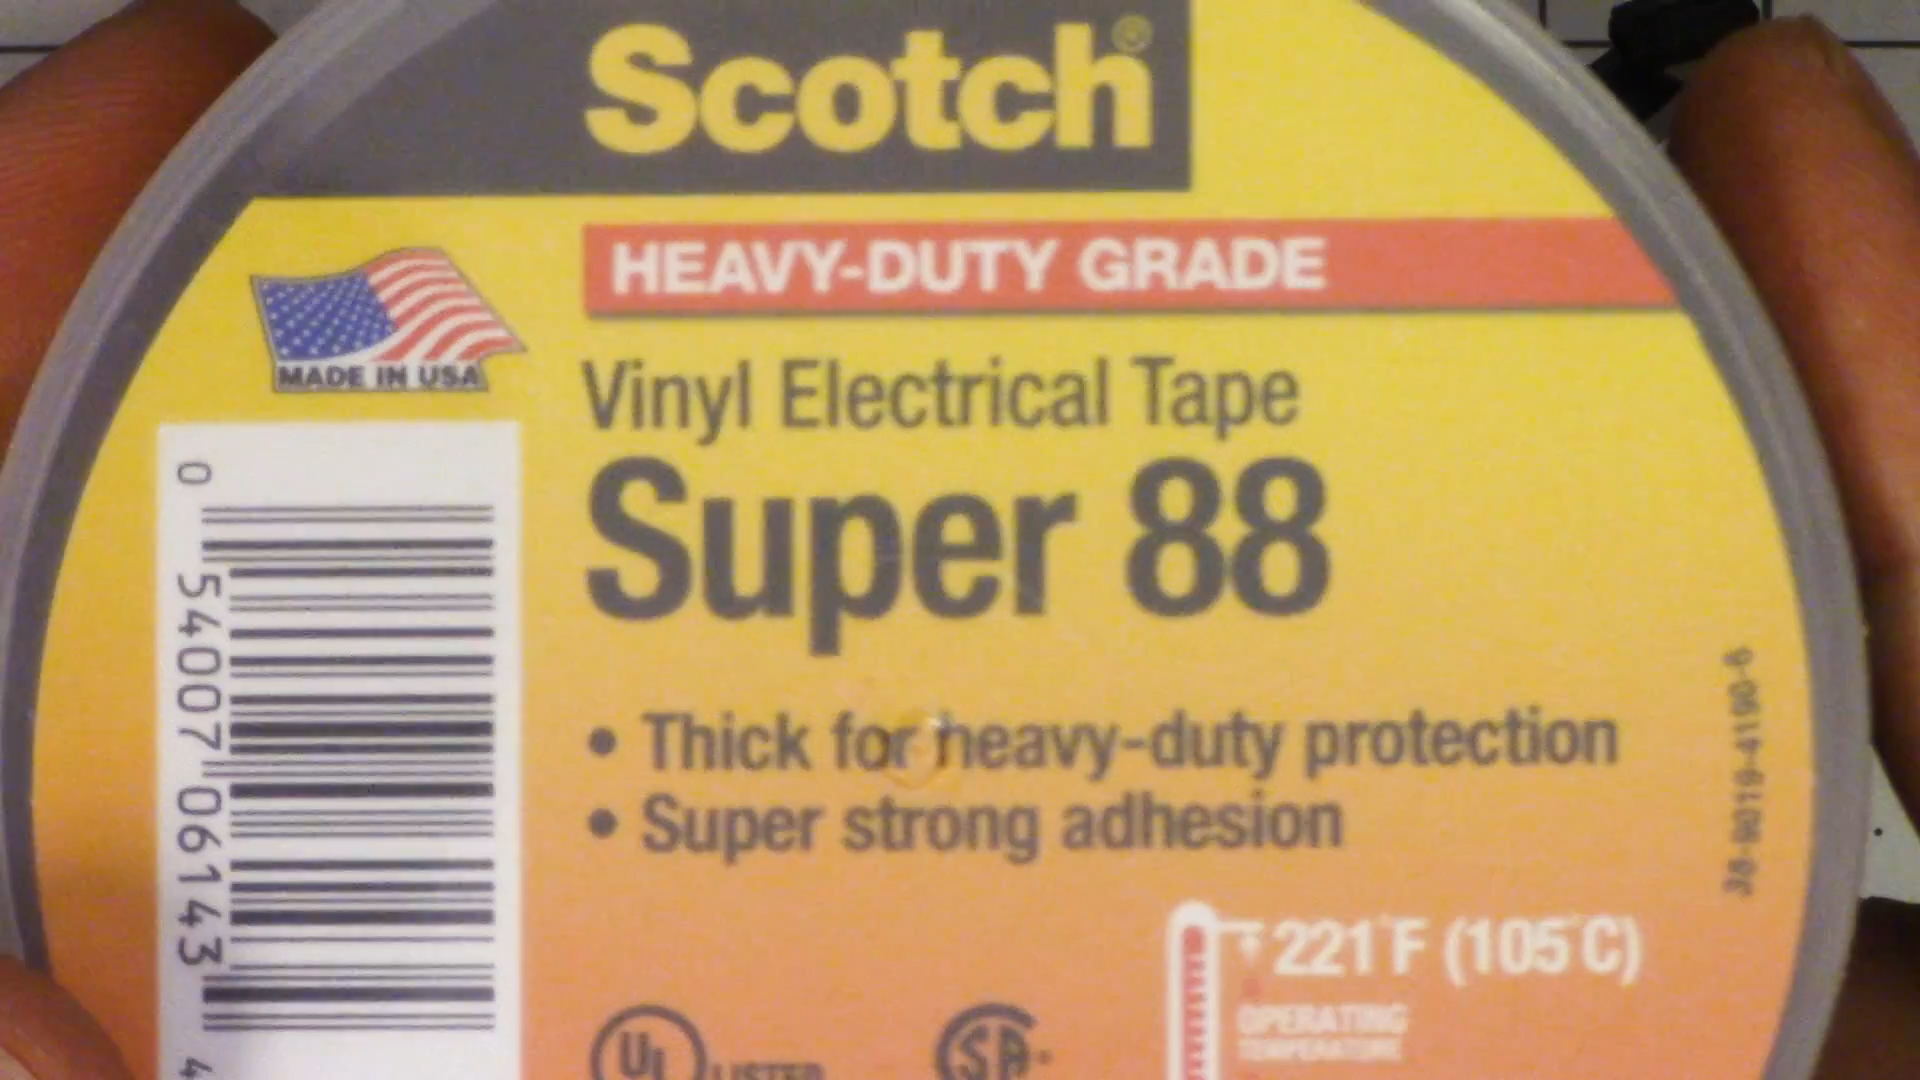 Scotch®
HEAVY-DUTY GRADE
MADE IN USA
Vinyl Electrical Tape
Super 88
0 54007 06143 4
• Thick for heavy-duty protection
• Super strong adhesion
221°F (105°C)
OPERATING
TEMPERATURE
UL LISTED
SA